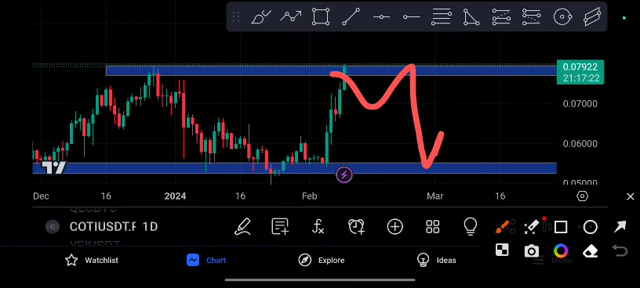 0.07922
21:17:22
0.07000
0.06000
0.05000
Dec 16 2024 16 Feb Mar 16
COTIUSDT.P 1D
Watchlist Chart Explore Ideas